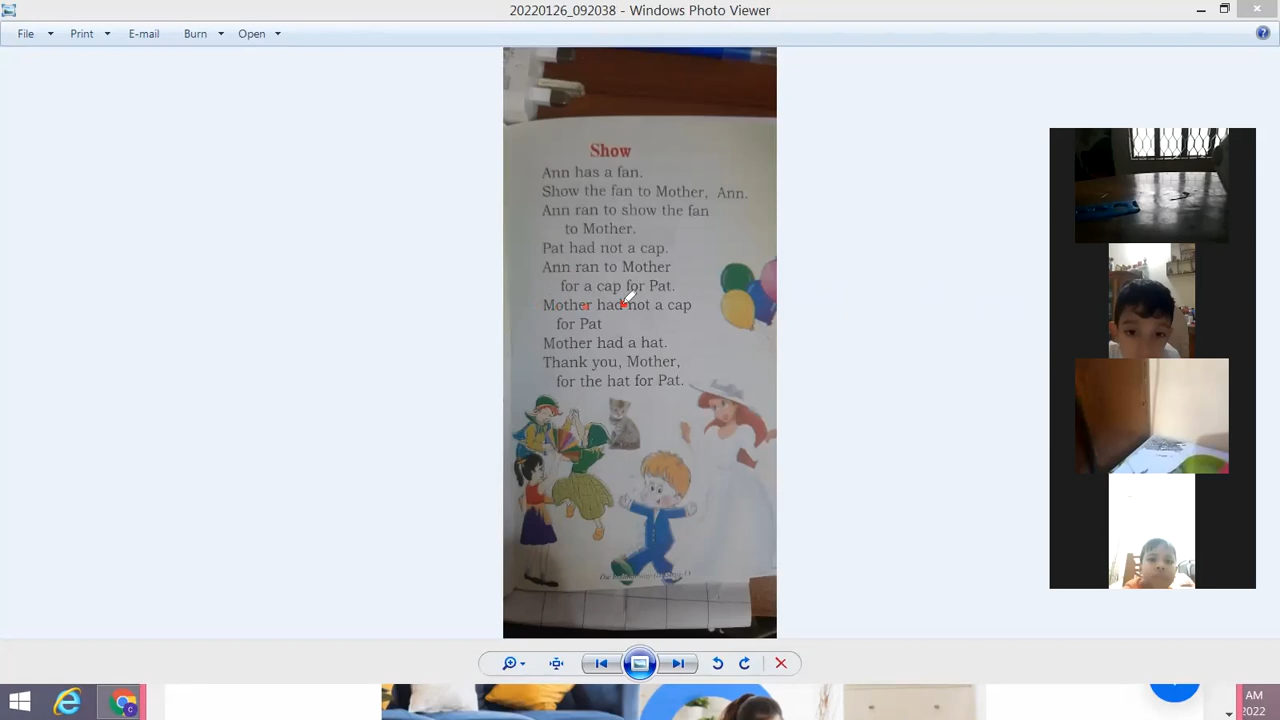 20220126_092038 - Windows Photo Viewer
File Print E-mail Burn Open
Show
Ann has a fan.
Show the fan to Mother, Ann.
Ann ran to show the fan
to Mother.
Pat had not a cap.
Ann ran to Mother
for a cap for Pat.
Mother had not a cap
for Pat
Mother had a hat.
Thank you, Mother,
for the hat for Pat.
AM
2022